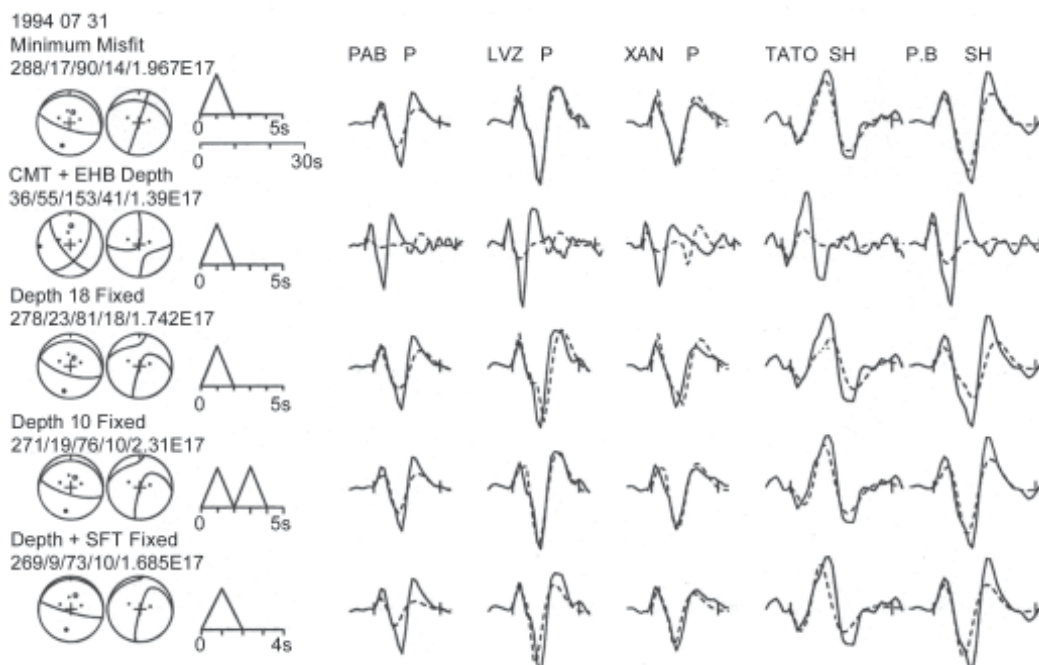 1994 07 31
Minimum Misfit
288/17/90/14/1.967E17
PAB P LVZ P XAN P TATO SH P.B SH
0 5s
0 30s
CMT + EHB Depth
36/55/153/41/1.39E17
0 5s
Depth 18 Fixed
278/23/81/18/1.742E17
0 5s
Depth 10 Fixed
271/19/76/10/2.31E17
0 5s
Depth + SFT Fixed
269/9/73/10/1.685E17
0 4s